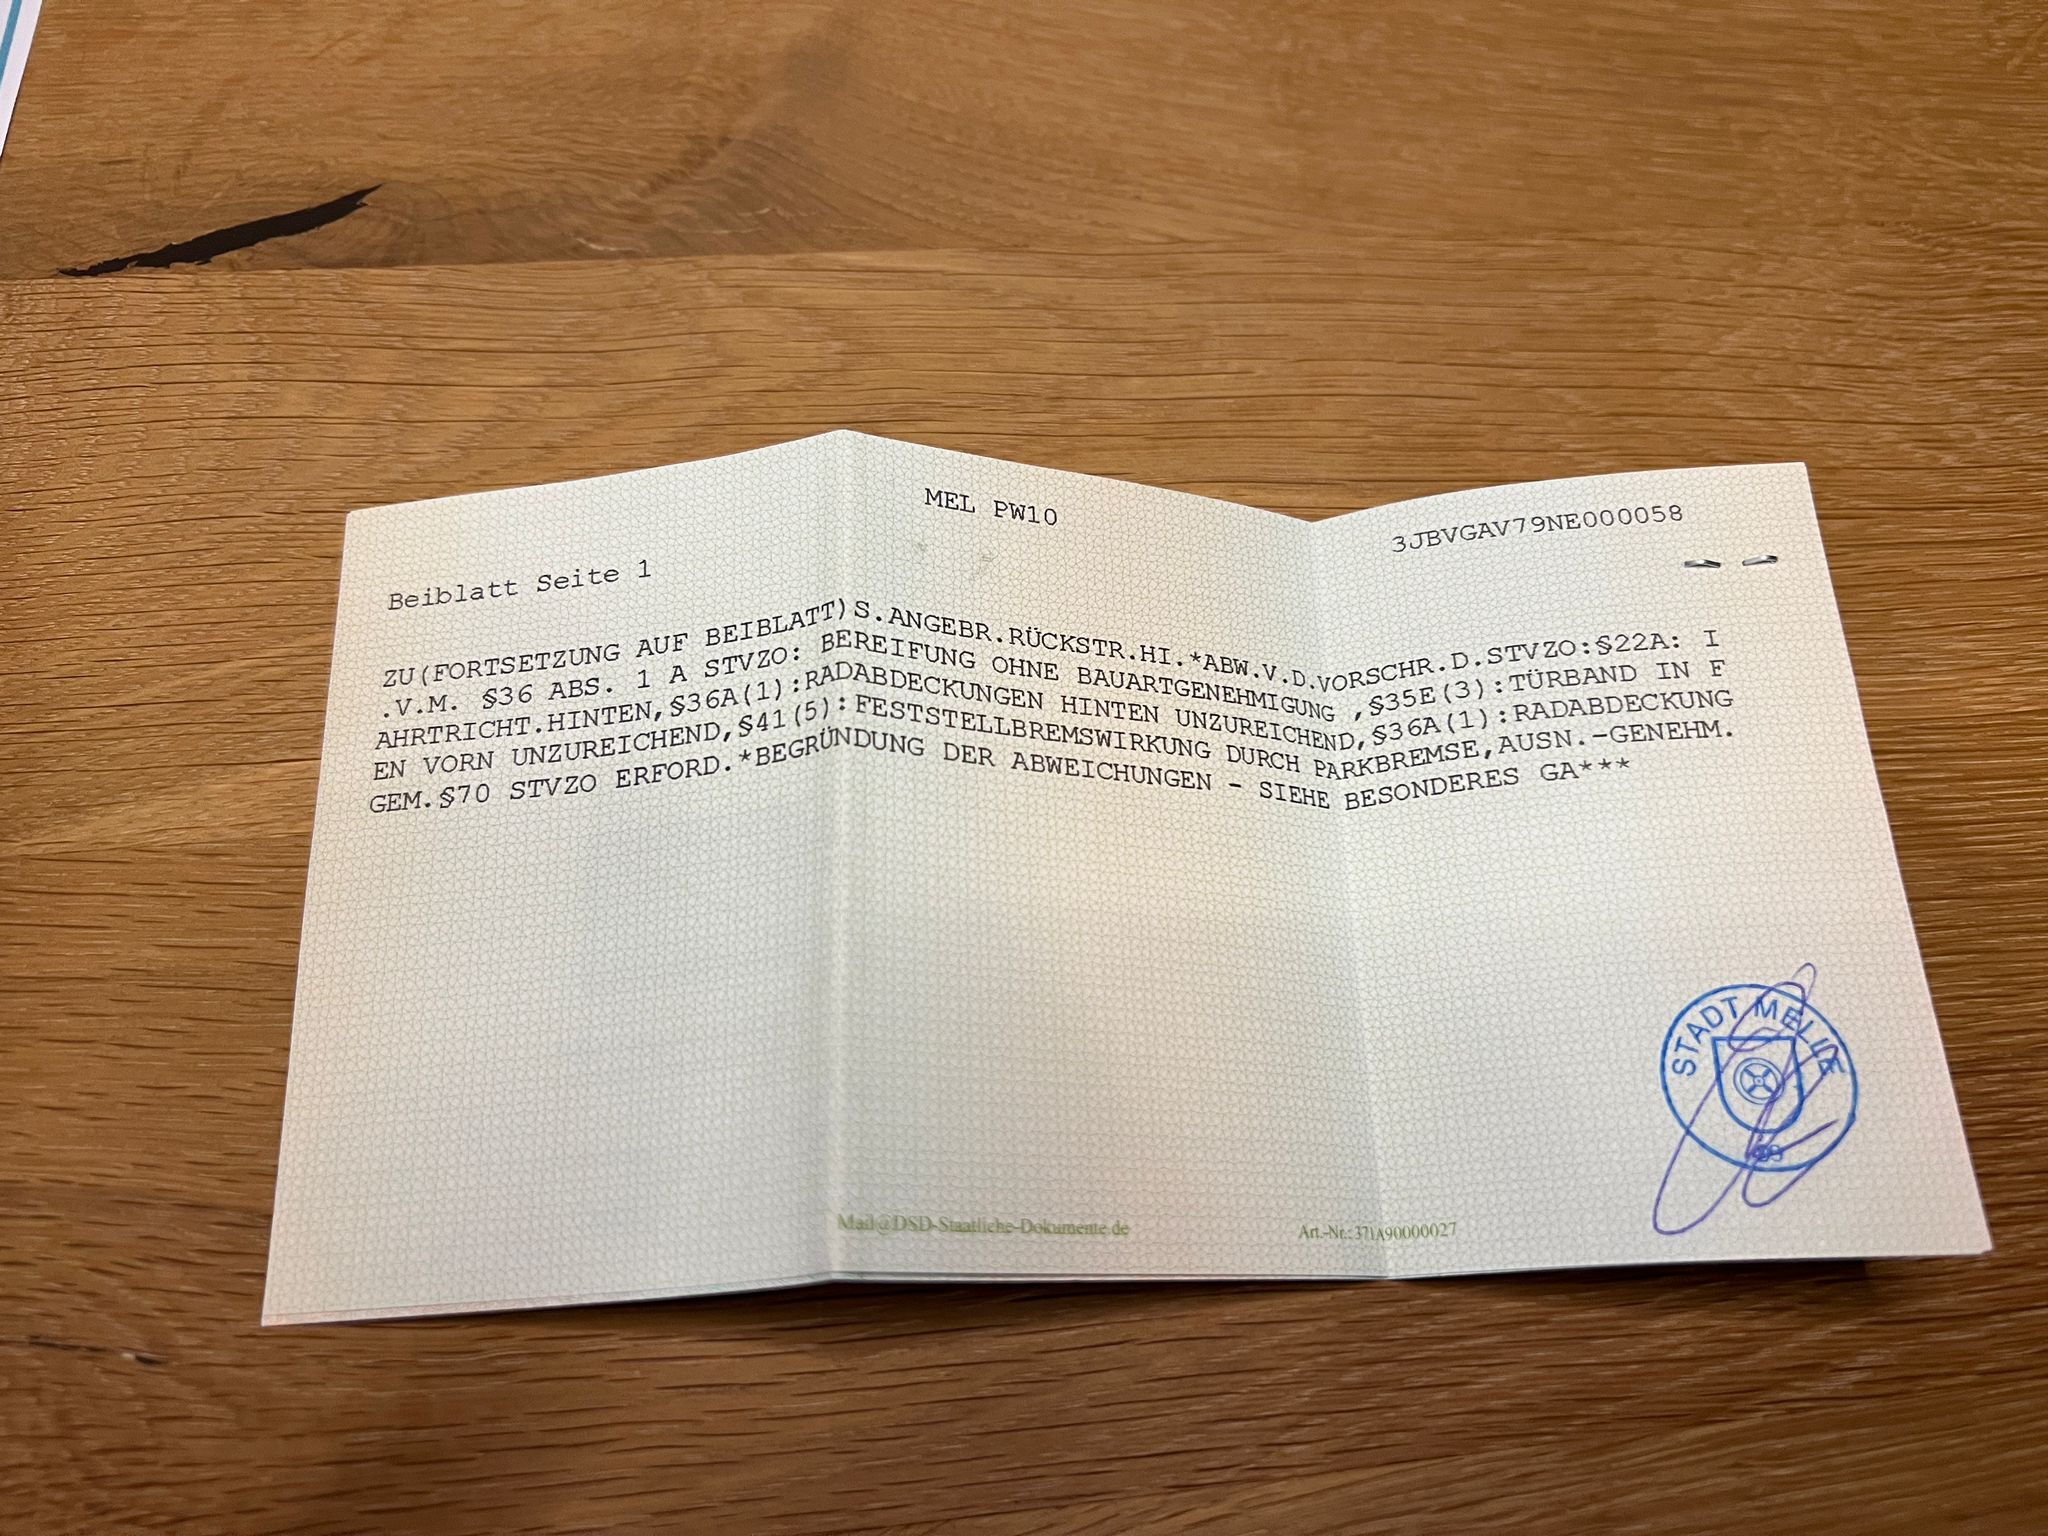 MEL PW10
3JBVGAV79NE000058
Beiblatt Seite 1
ZU(FORTSETZUNG AUF BEIBLATT)S.ANGEBR.RÜCKSTR.HI.*ABW.V.D.VORSCHR.D.STVZO:§22A: I
.V.M. §36 ABS. 1 A STVZO: BEREIFUNG OHNE BAUARTGENEHMIGUNG ,§35E(3):TÜRBAND IN F
AHRTRICHT.HINTEN,§36A(1):RADABDECKUNGEN HINTEN UNZUREICHEND,§36A(1):RADABDECKUNG
EN VORN UNZUREICHEND,§41(5):FESTSTELLBREMSWIRKUNG DURCH PARKBREMSE,AUSN.-GENEHM.
GEM.§70 STVZO ERFORD.*BEGRÜNDUNG DER ABWEICHUNGEN - SIEHE BESONDERES GA***
STADT MELLE
Mail@DSD-Staatliche-Dokumente.de
Art.-Nr.:371A90000027